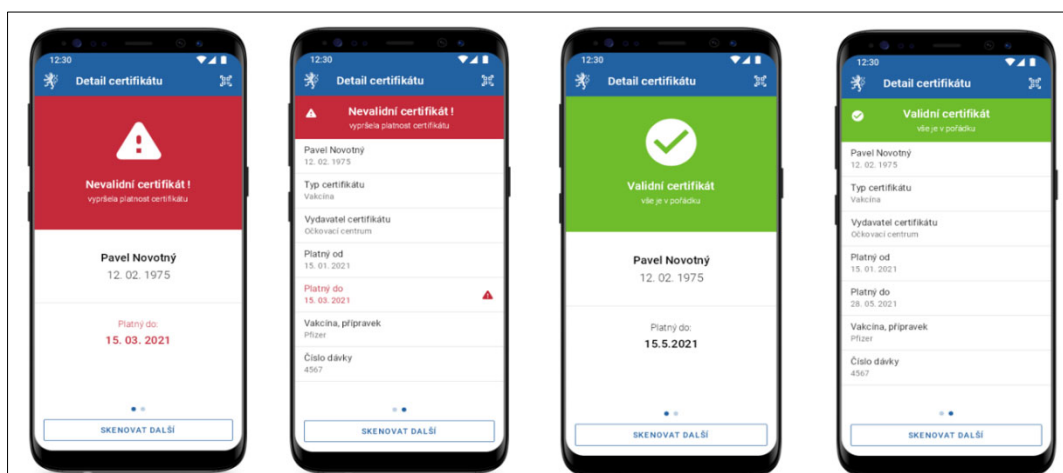 12:30
Detail certifikátu
Nevalidní certifikát !
vypršela platnost certifikátu
Pavel Novotný
12. 02. 1975
Platný do:
15. 03. 2021
SKENOVAT DALŠÍ
12:30
Detail certifikátu
Nevalidní certifikát !
vypršela platnost certifikátu
Pavel Novotný
12. 02. 1975
Typ certifikátu
Vakcína
Vydavatel certifikátu
Očkovací centrum
Platný od
15. 01. 2021
Platný do
15. 03. 2021
Vakcína, přípravek
Pfizer
Číslo dávky
4567
SKENOVAT DALŠÍ
12:30
Detail certifikátu
Validní certifikát
vše je v pořádku
Pavel Novotný
12. 02. 1975
Platný do:
15.5.2021
SKENOVAT DALŠÍ
12:30
Detail certifikátu
Validní certifikát
vše je v pořádku
Pavel Novotný
12. 02. 1975
Typ certifikátu
Vakcína
Vydavatel certifikátu
Očkovací centrum
Platný od
15. 01. 2021
Platný do
28. 05. 2021
Vakcína, přípravek
Pfizer
Číslo dávky
4567
SKENOVAT DALŠÍ